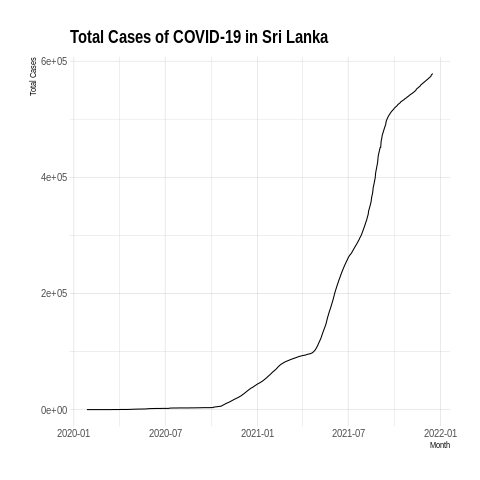 Total Cases of COVID-19 in Sri Lanka
Total Cases
6e+05
4e+05
2e+05
0e+00
2020-01 2020-07 2021-01 2021-07 2022-01
Month